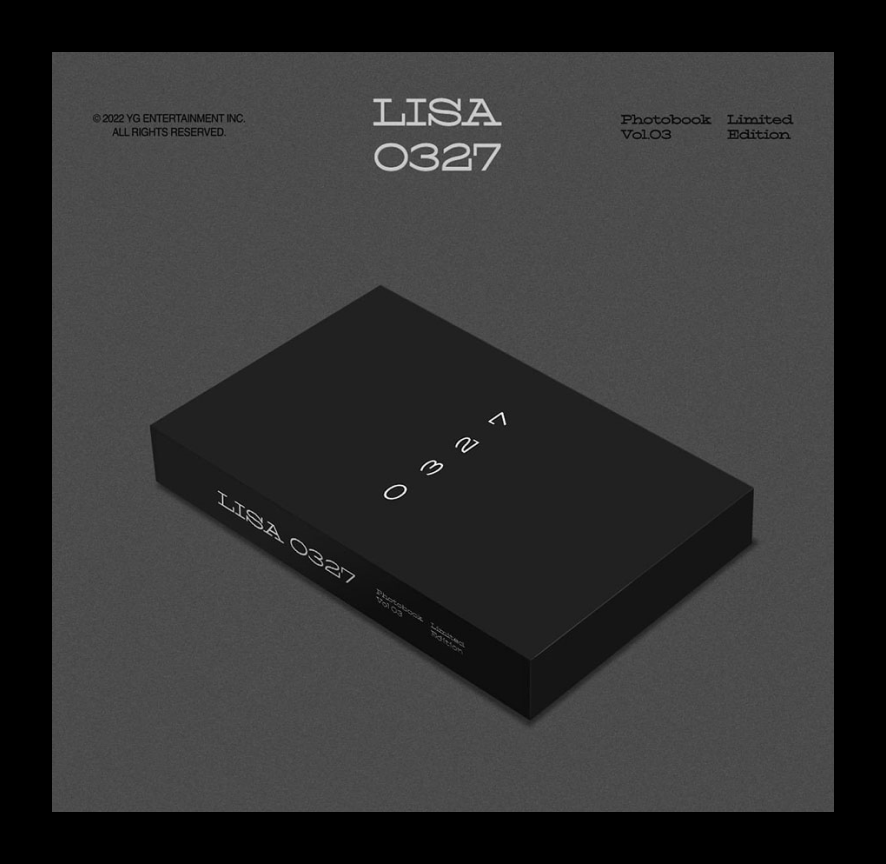 © 2022 YG ENTERTAINMENT INC.
ALL RIGHTS RESERVED.
LISA
0327
Photobook
Vol.03
Limited
Edition
0327
LISA 0327
Photobook
Vol.03
Limited
Edition